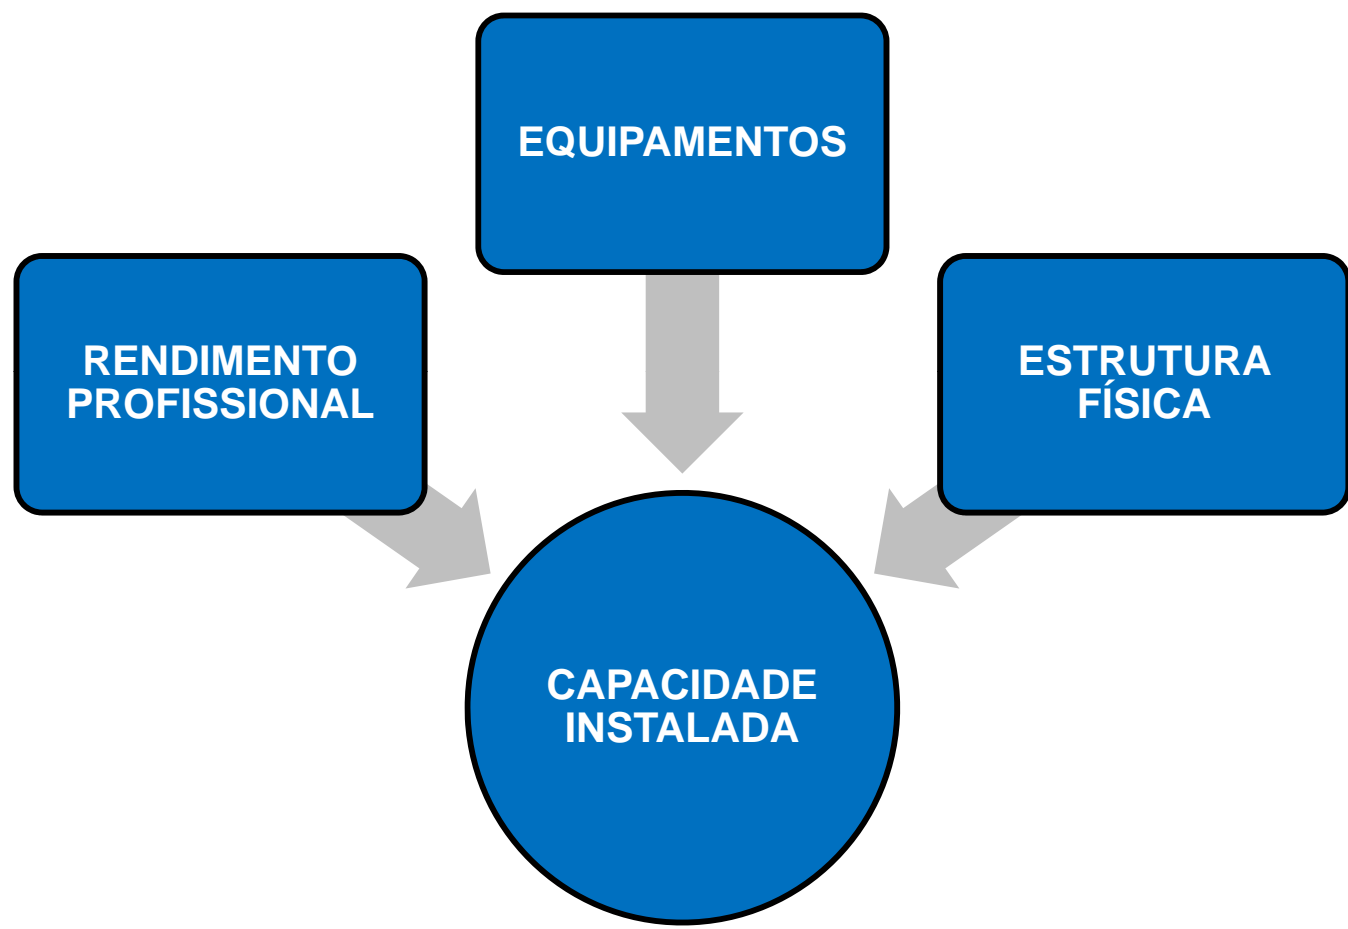 EQUIPAMENTOS
RENDIMENTO
PROFISSIONAL
ESTRUTURA
FÍSICA
CAPACIDADE
INSTALADA